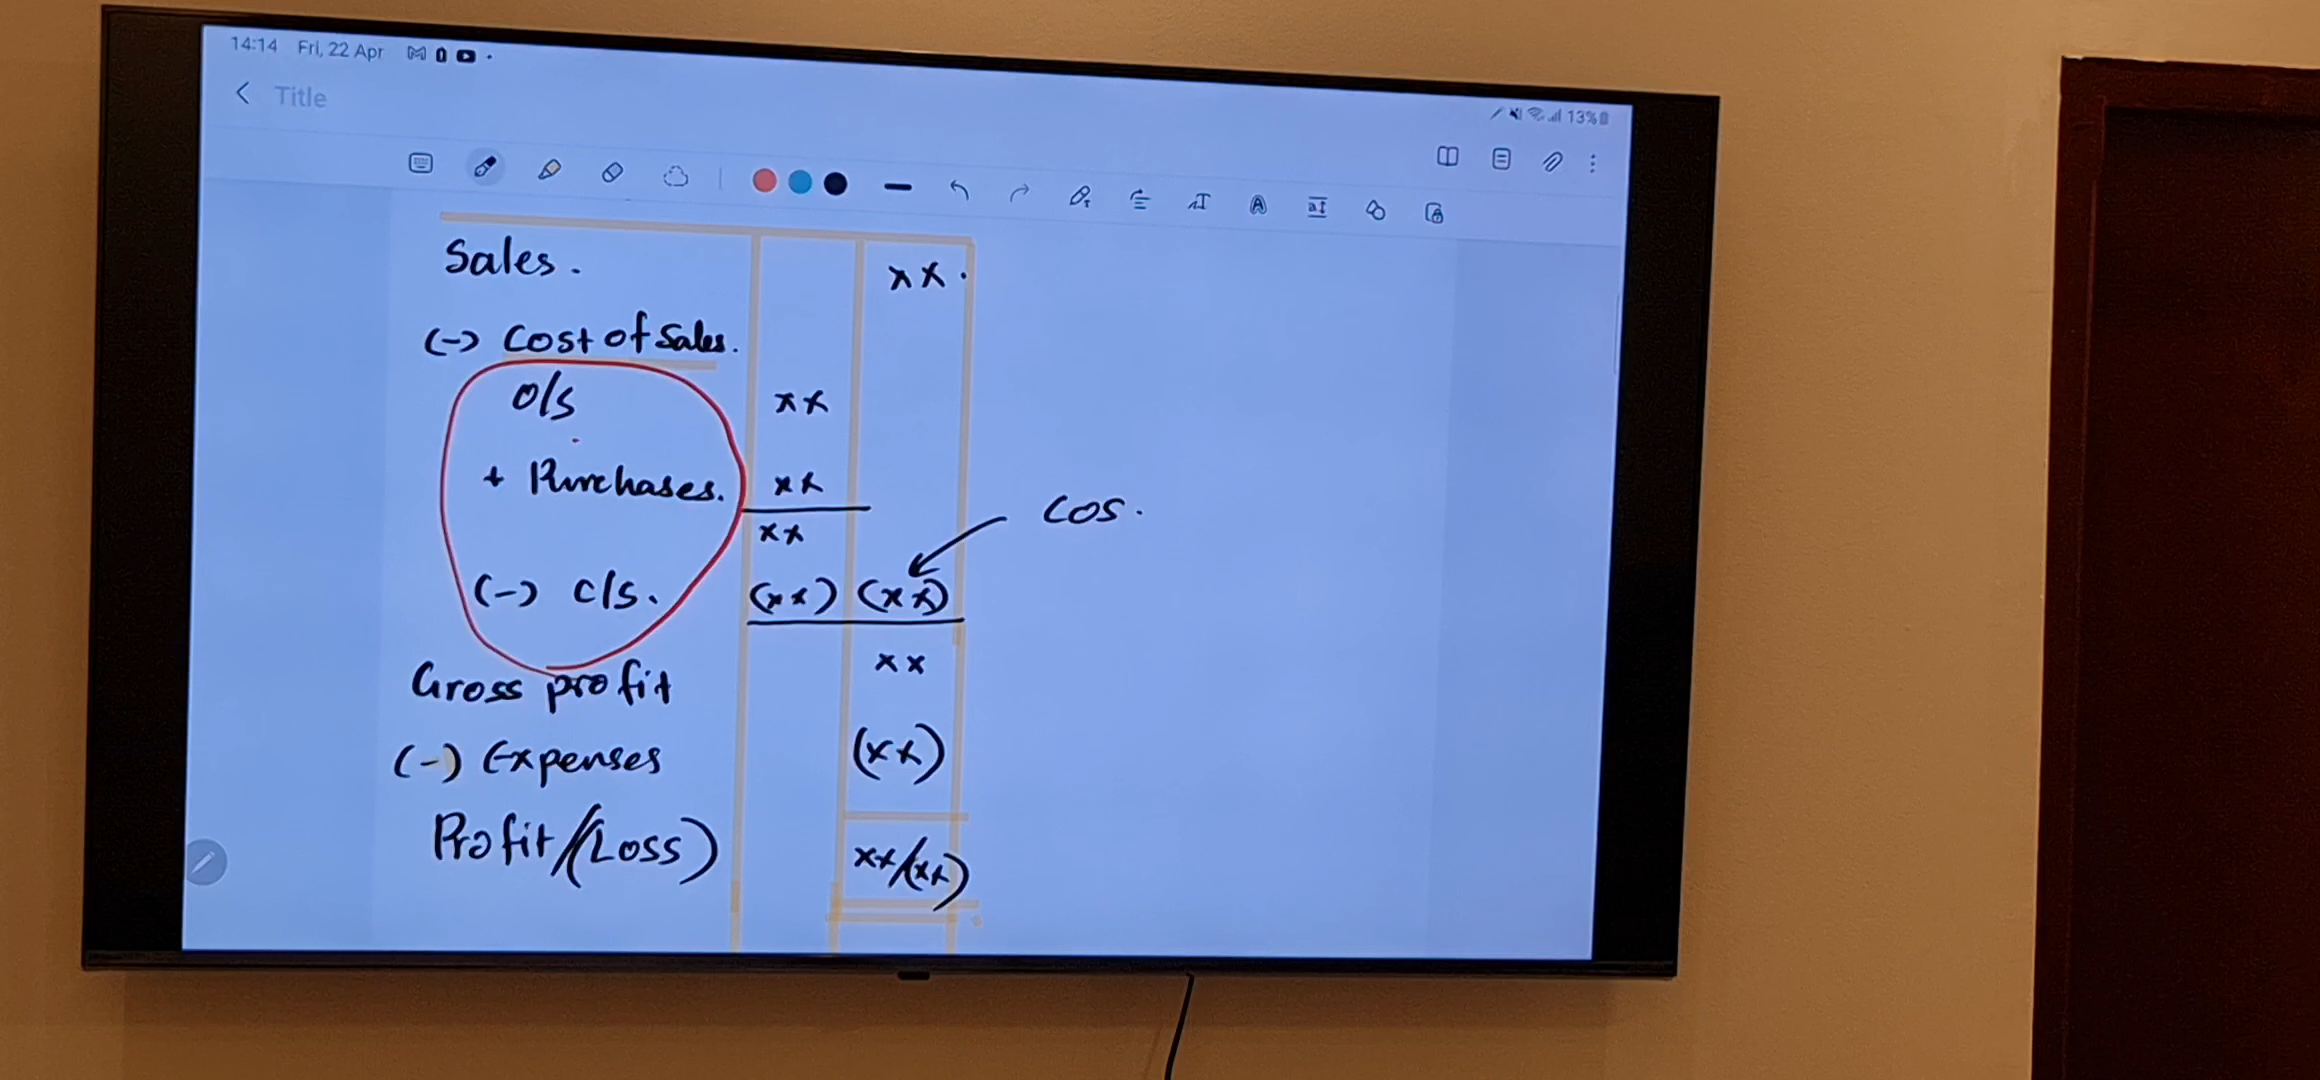 14:14 Fri, 22 Apr
13%
Title
Sales. xx.
(-) Cost of Sales.
O/S xx
+ Purchases. xx
xx
COS.
(-) C/S. (xx) (xx)
Gross profit xx
(-) Expenses (xx)
Profit/(Loss) xx/(xx)